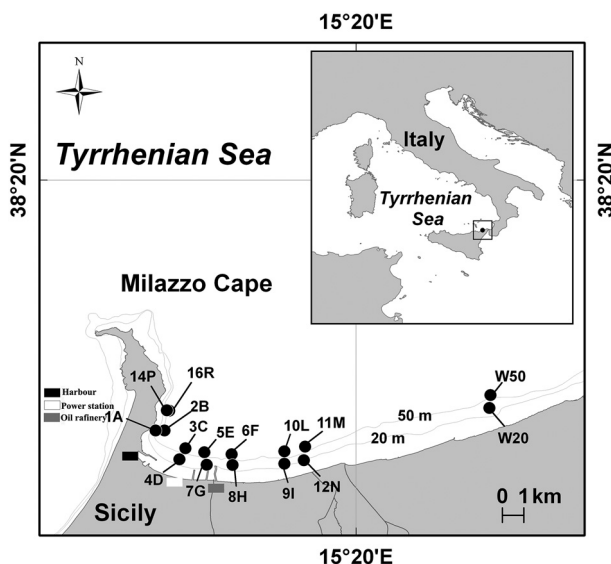 15°20'E
N
Italy
Tyrrhenian Sea
38°20'N
38°20'N
Tyrrhenian
Sea
Milazzo Cape
14P
16R
W50
Harbour
Power station
Oil refinery
1A
2B
50 m
3C
5E
6F
10L
11M
20 m
W20
4D
7G
8H
9I
12N
0 1 km
Sicily
15°20'E